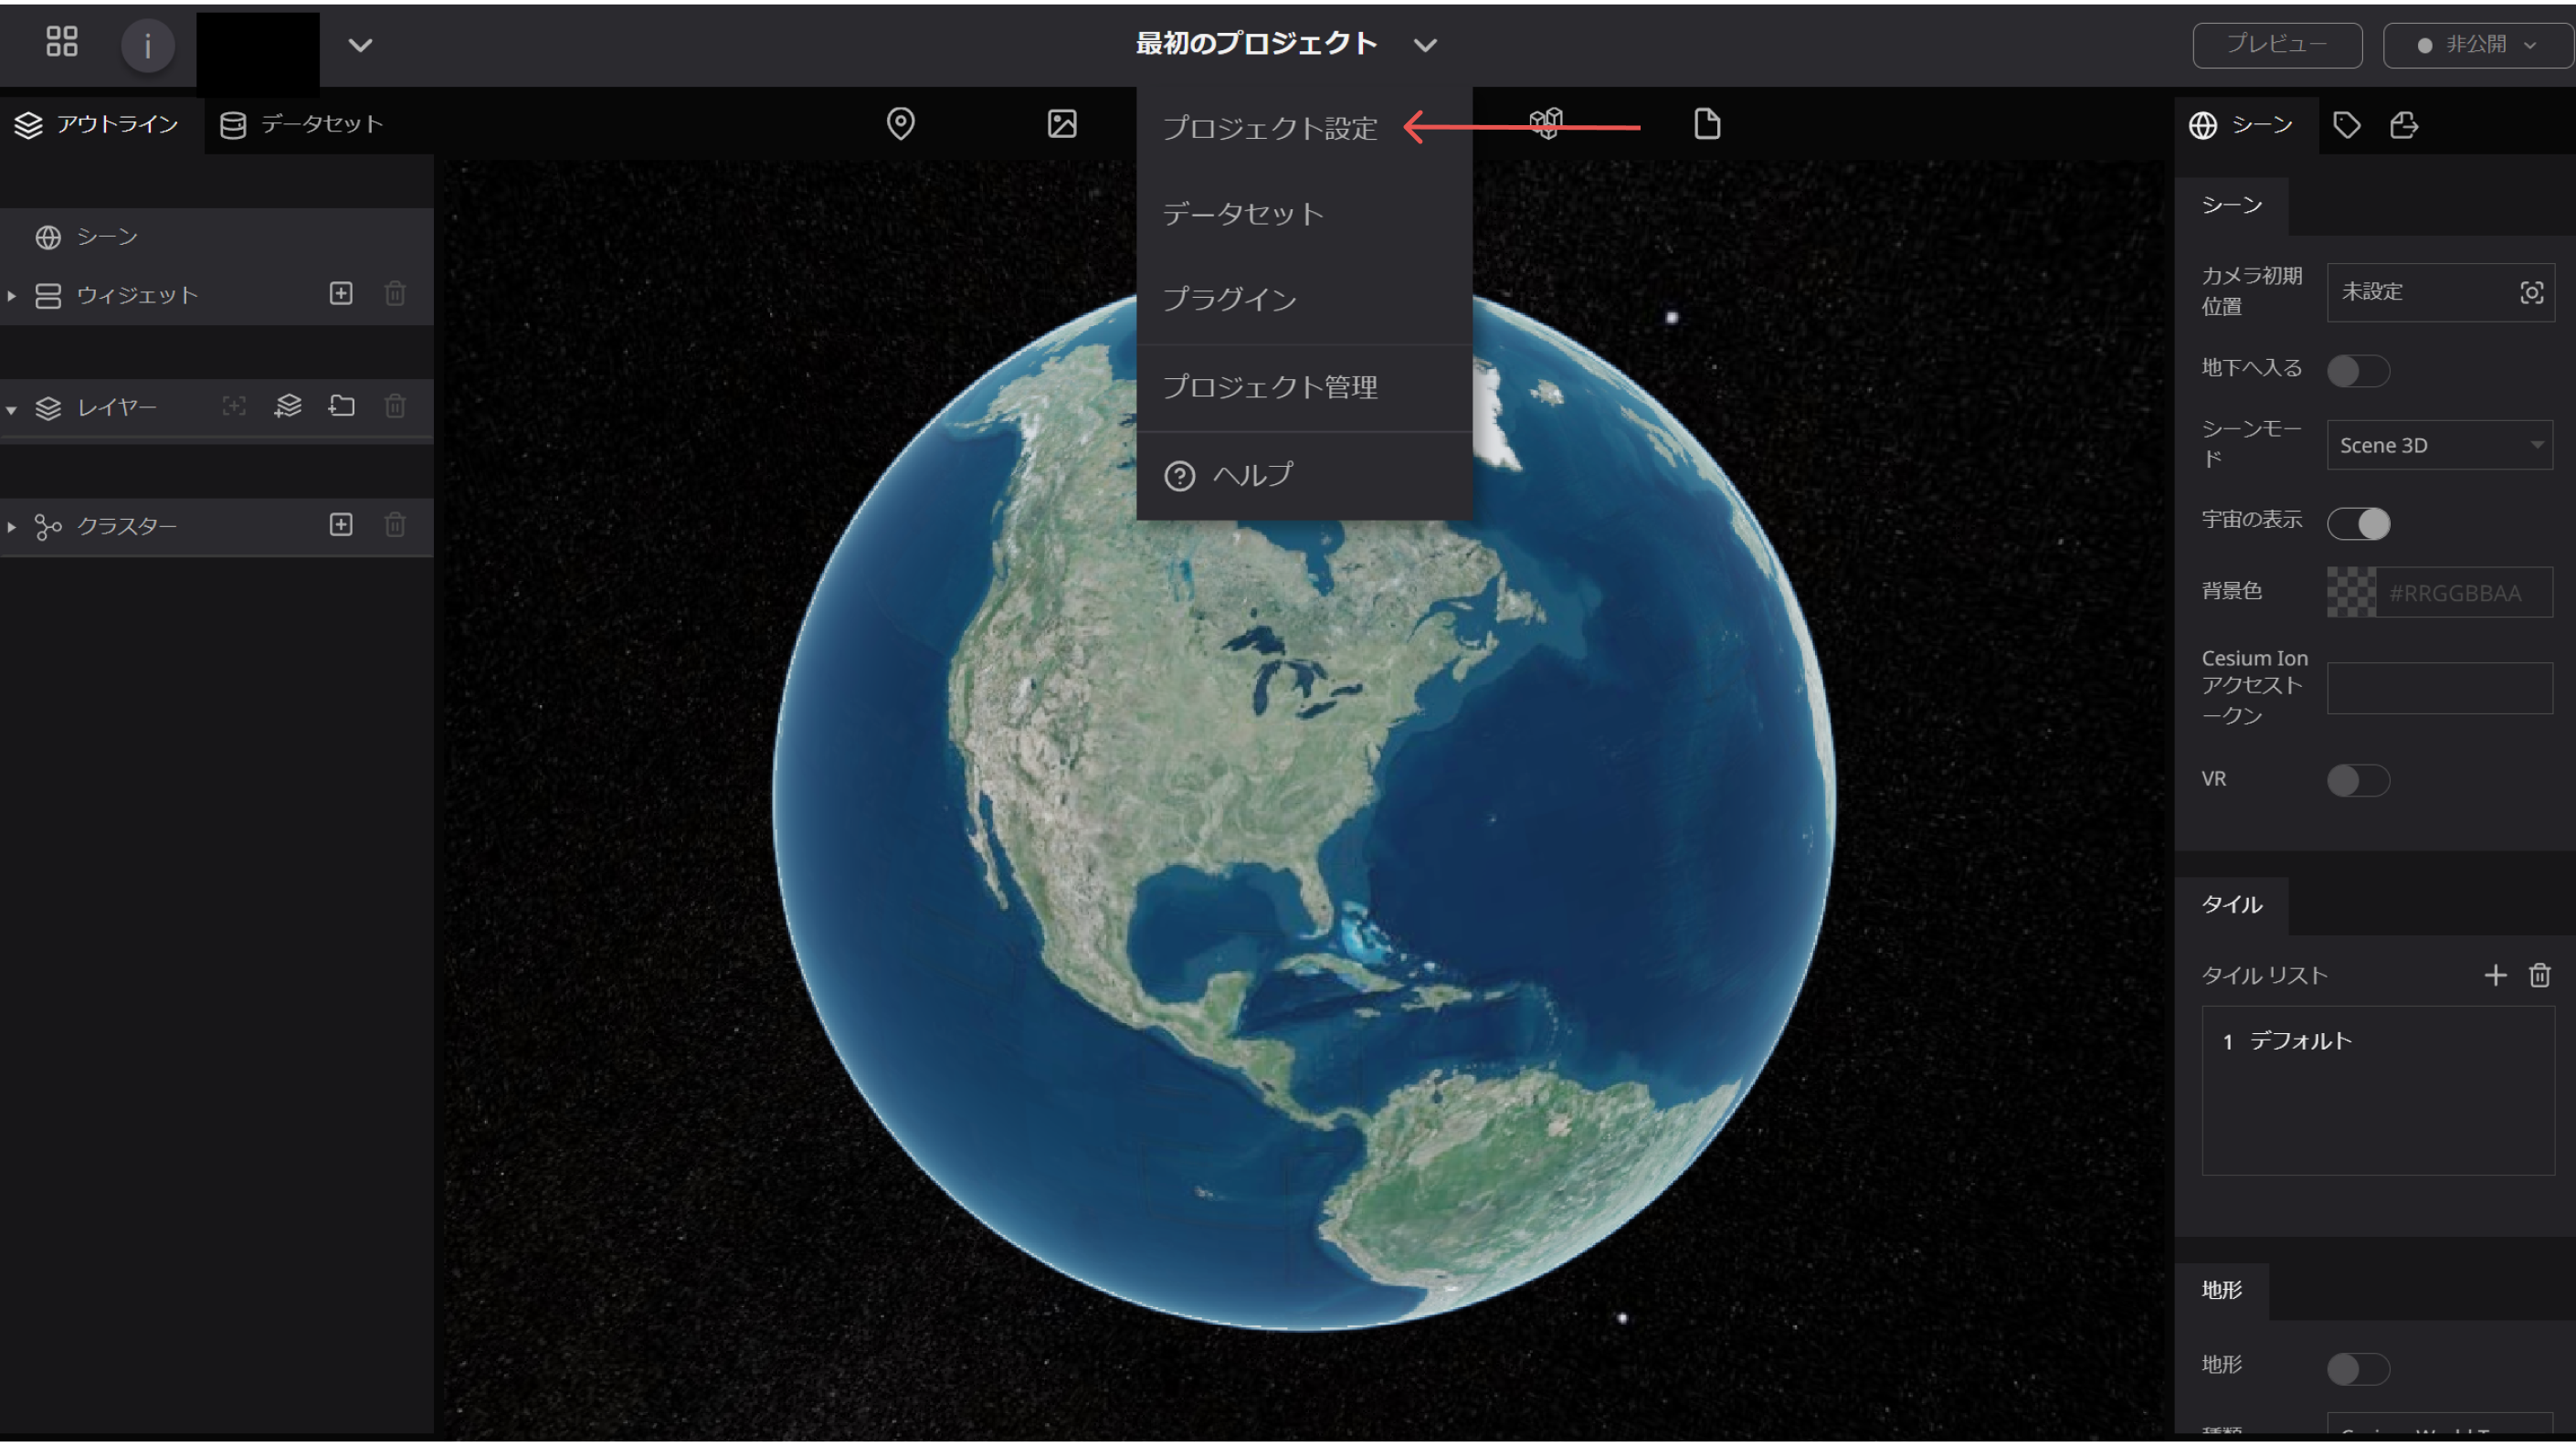 i
最初のプロジェクト
プレビュー
非公開
アウトライン
データセット
プロジェクト設定
データセット
プラグイン
プロジェクト管理
ヘルプ
シーン
ウィジェット
レイヤー
クラスター
シーン
シーン
カメラ初期
位置
未設定
地下へ入る
シーンモー
ド
Scene 3D
宇宙の表示
背景色
#RRGGBBAA
Cesium Ion
アクセスト
ークン
VR
タイル
タイル リスト
1 デフォルト
地形
地形